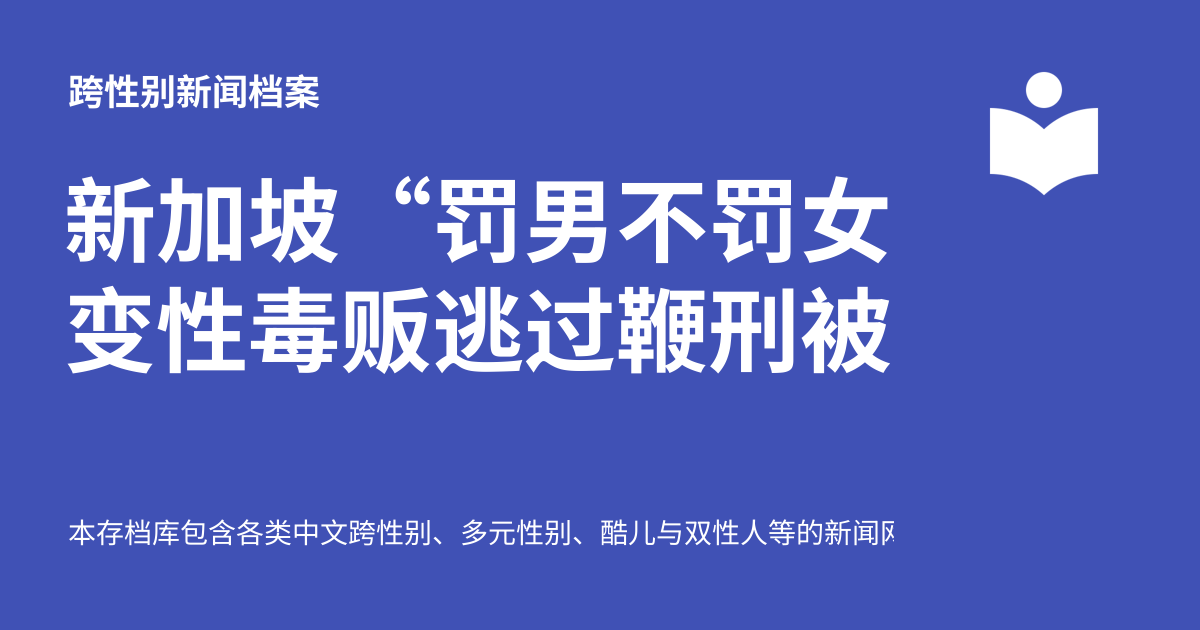 跨性别新闻档案
新加坡“罚男不罚女
变性毒贩逃过鞭刑被
本存档库包含各类中文跨性别、多元性别、酷儿与双性人等的新闻网